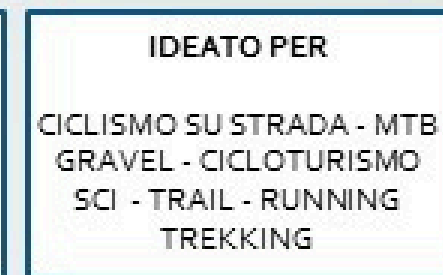 IDEATO PER
CICLISMO SU STRADA - MTB
GRAVEL - CICLOTURISMO
SCI - TRAIL - RUNNING
TREKKING